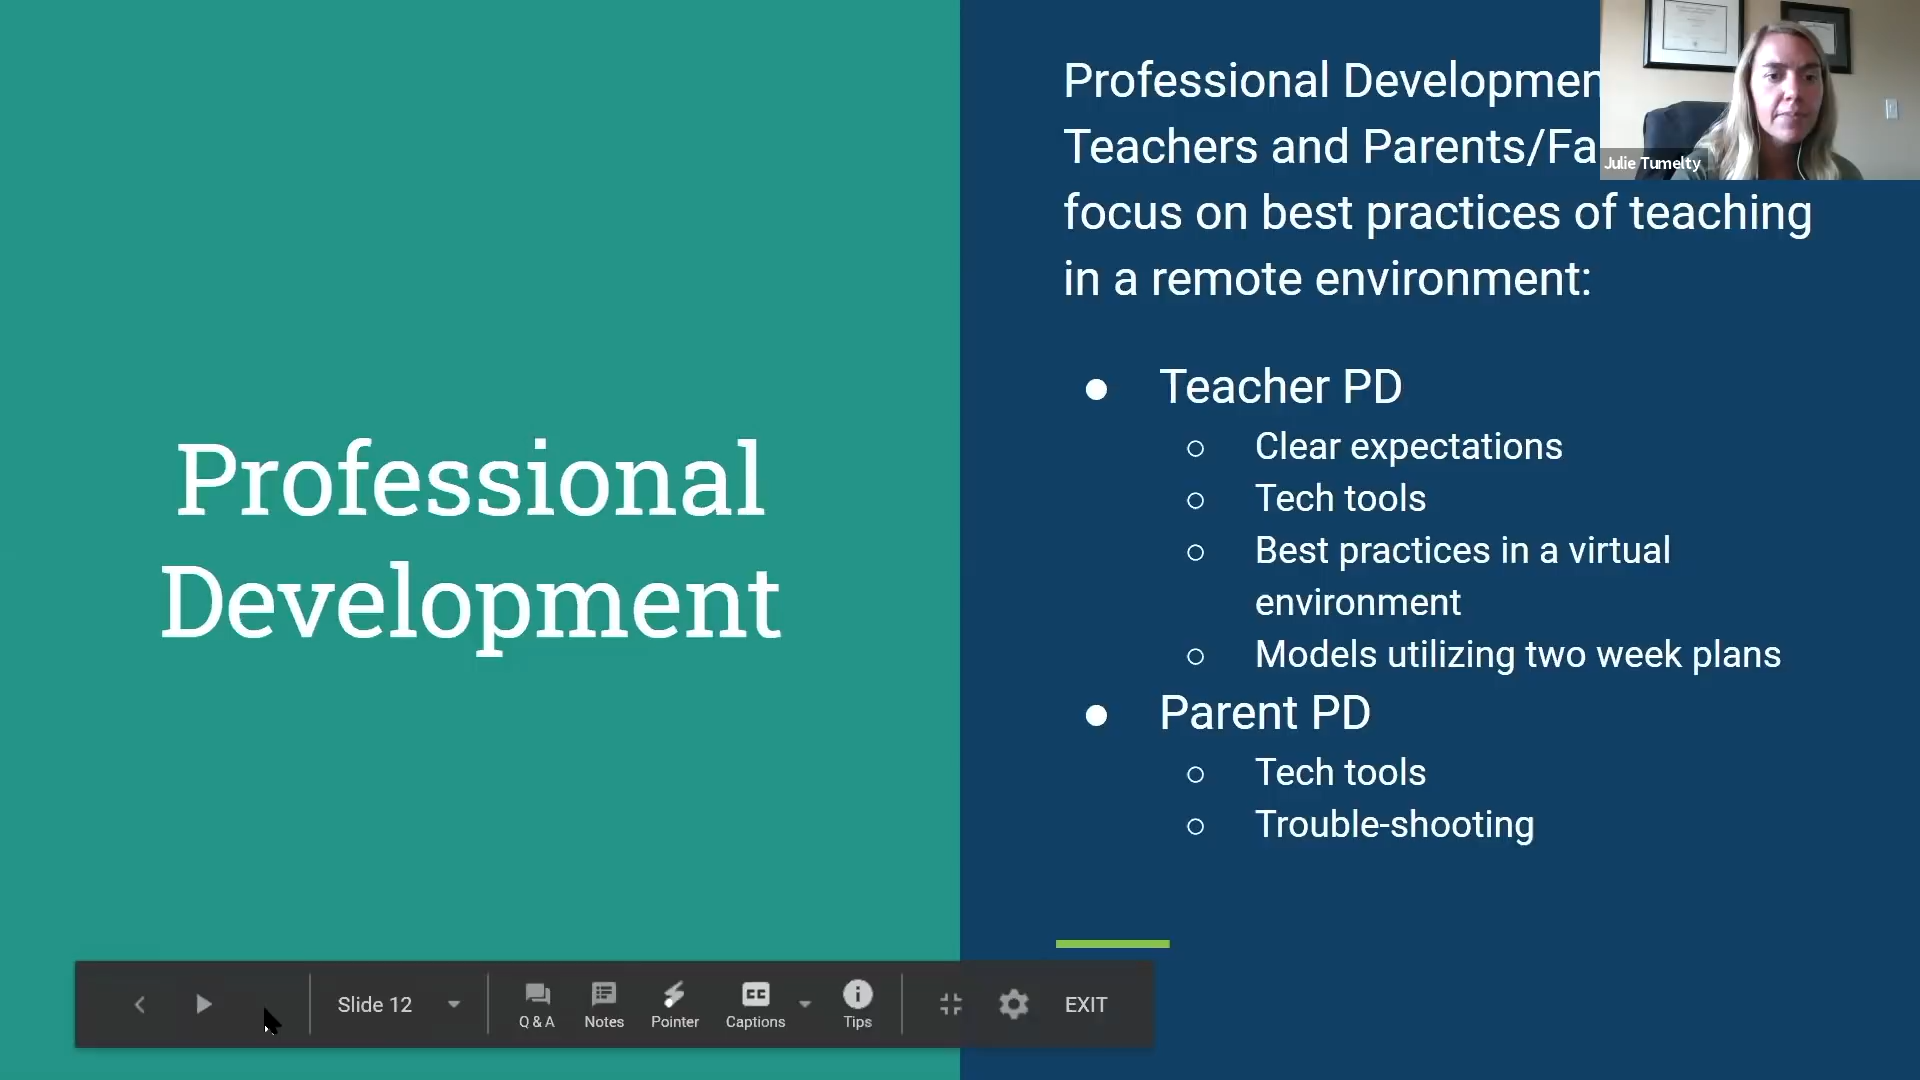 Professional
Development
Professional Developmen
Teachers and Parents/Fa
focus on best practices of teaching
in a remote environment:
● Teacher PD
○ Clear expectations
○ Tech tools
○ Best practices in a virtual
environment
○ Models utilizing two week plans
● Parent PD
○ Tech tools
○ Trouble-shooting
Julie Tumelty
Slide 12
Q & A
Notes
Pointer
CC
Captions
Tips
EXIT